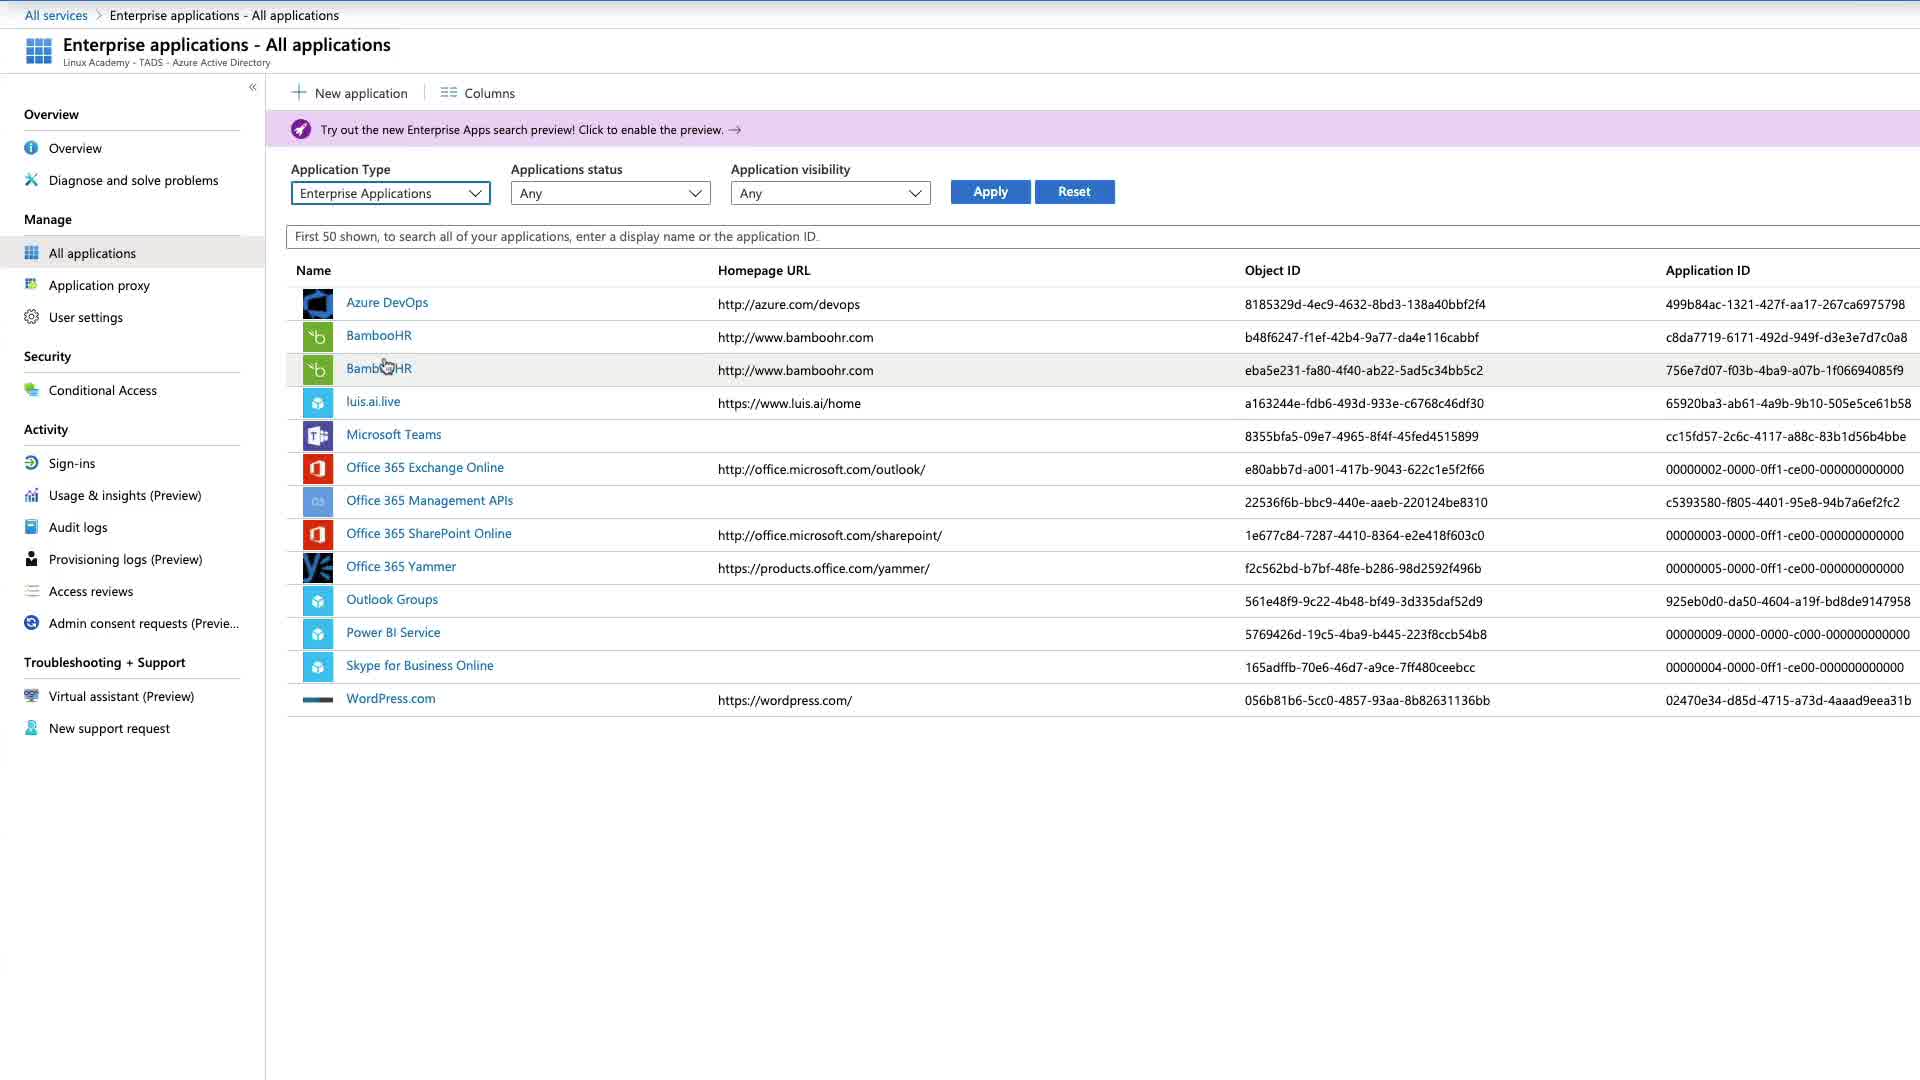 All services > Enterprise applications - All applications
Enterprise applications - All applications
Linux Academy - TADS - Azure Active Directory
«
Overview
Overview
Diagnose and solve problems
Manage
All applications
Application proxy
User settings
Security
Conditional Access
Activity
Sign-ins
Usage & insights (Preview)
Audit logs
Provisioning logs (Preview)
Access reviews
Admin consent requests (Previe...
Troubleshooting + Support
Virtual assistant (Preview)
New support request
New application
Columns
Try out the new Enterprise Apps search preview! Click to enable the preview. →
Application Type Applications status Application visibility
Enterprise Applications Any Any Apply Reset
First 50 shown, to search all of your applications, enter a display name or the application ID.
Name Homepage URL Object ID Application ID
Azure DevOps http://azure.com/devops 8185329d-4ec9-4632-8bd3-138a40bbf2f4 499b84ac-1321-427f-aa17-267ca6975798
BambooHR http://www.bamboohr.com b48f6247-f1ef-42b4-9a77-da4e116cabbf c8da7719-6171-492d-949f-d3e3e7d7c0a8
BambooHR http://www.bamboohr.com eba5e231-fa80-4f40-ab22-5ad5c34bb5c2 756e7d07-f03b-4ba9-a07b-1f06694085f9
luis.ai.live https://www.luis.ai/home a163244e-fdb6-493d-933e-c6768c46df30 65920ba3-ab61-4a9b-9b10-505e5ce61b58
Microsoft Teams 8355bfa5-09e7-4965-8f4f-45fed4515899 cc15fd57-2c6c-4117-a88c-83b1d56b4bbe
Office 365 Exchange Online http://office.microsoft.com/outlook/ e80abb7d-a001-417b-9043-622c1e5f2f66 00000002-0000-0ff1-ce00-000000000000
Office 365 Management APIs 22536f6b-bbc9-440e-aaeb-220124be8310 c5393580-f805-4401-95e8-94b7a6ef2fc2
Office 365 SharePoint Online http://office.microsoft.com/sharepoint/ 1e677c84-7287-4410-8364-e2e418f603c0 00000003-0000-0ff1-ce00-000000000000
Office 365 Yammer https://products.office.com/yammer/ f2c562bd-b7bf-48fe-b286-98d2592f496b 00000005-0000-0ff1-ce00-000000000000
Outlook Groups 561e48f9-9c22-4b48-bf49-3d335daf52d9 925eb0d0-da50-4604-a19f-bd8de9147958
Power BI Service 5769426d-19c5-4ba9-b445-223f8ccb54b8 00000009-0000-0000-c000-000000000000
Skype for Business Online 165adffb-70e6-46d7-a9ce-7ff480ceebcc 00000004-0000-0ff1-ce00-000000000000
WordPress.com https://wordpress.com/ 056b81b6-5cc0-4857-93aa-8b82631136bb 02470e34-d85d-4715-a73d-4aaad9eea31b